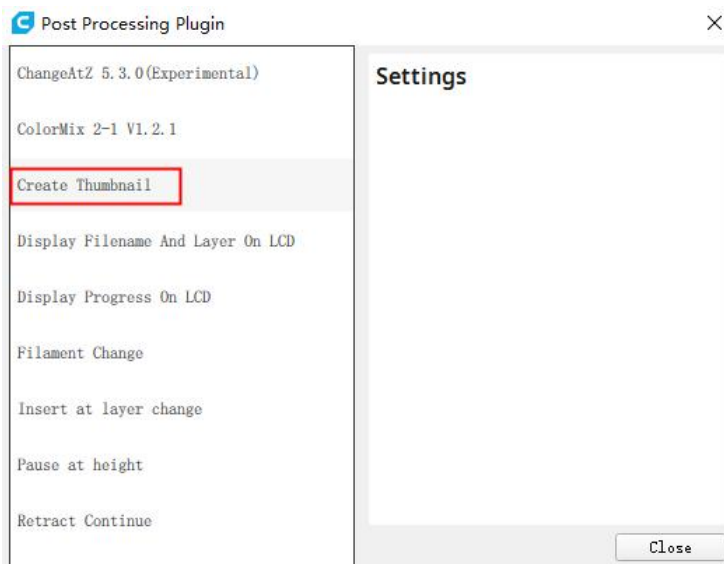 Post Processing Plugin
ChangeAtZ 5.3.0(Experimental)
ColorMix 2-1 V1.2.1
Create Thumbnail
Display Filename And Layer On LCD
Display Progress On LCD
Filament Change
Insert at layer change
Pause at height
Retract Continue
Settings
Close